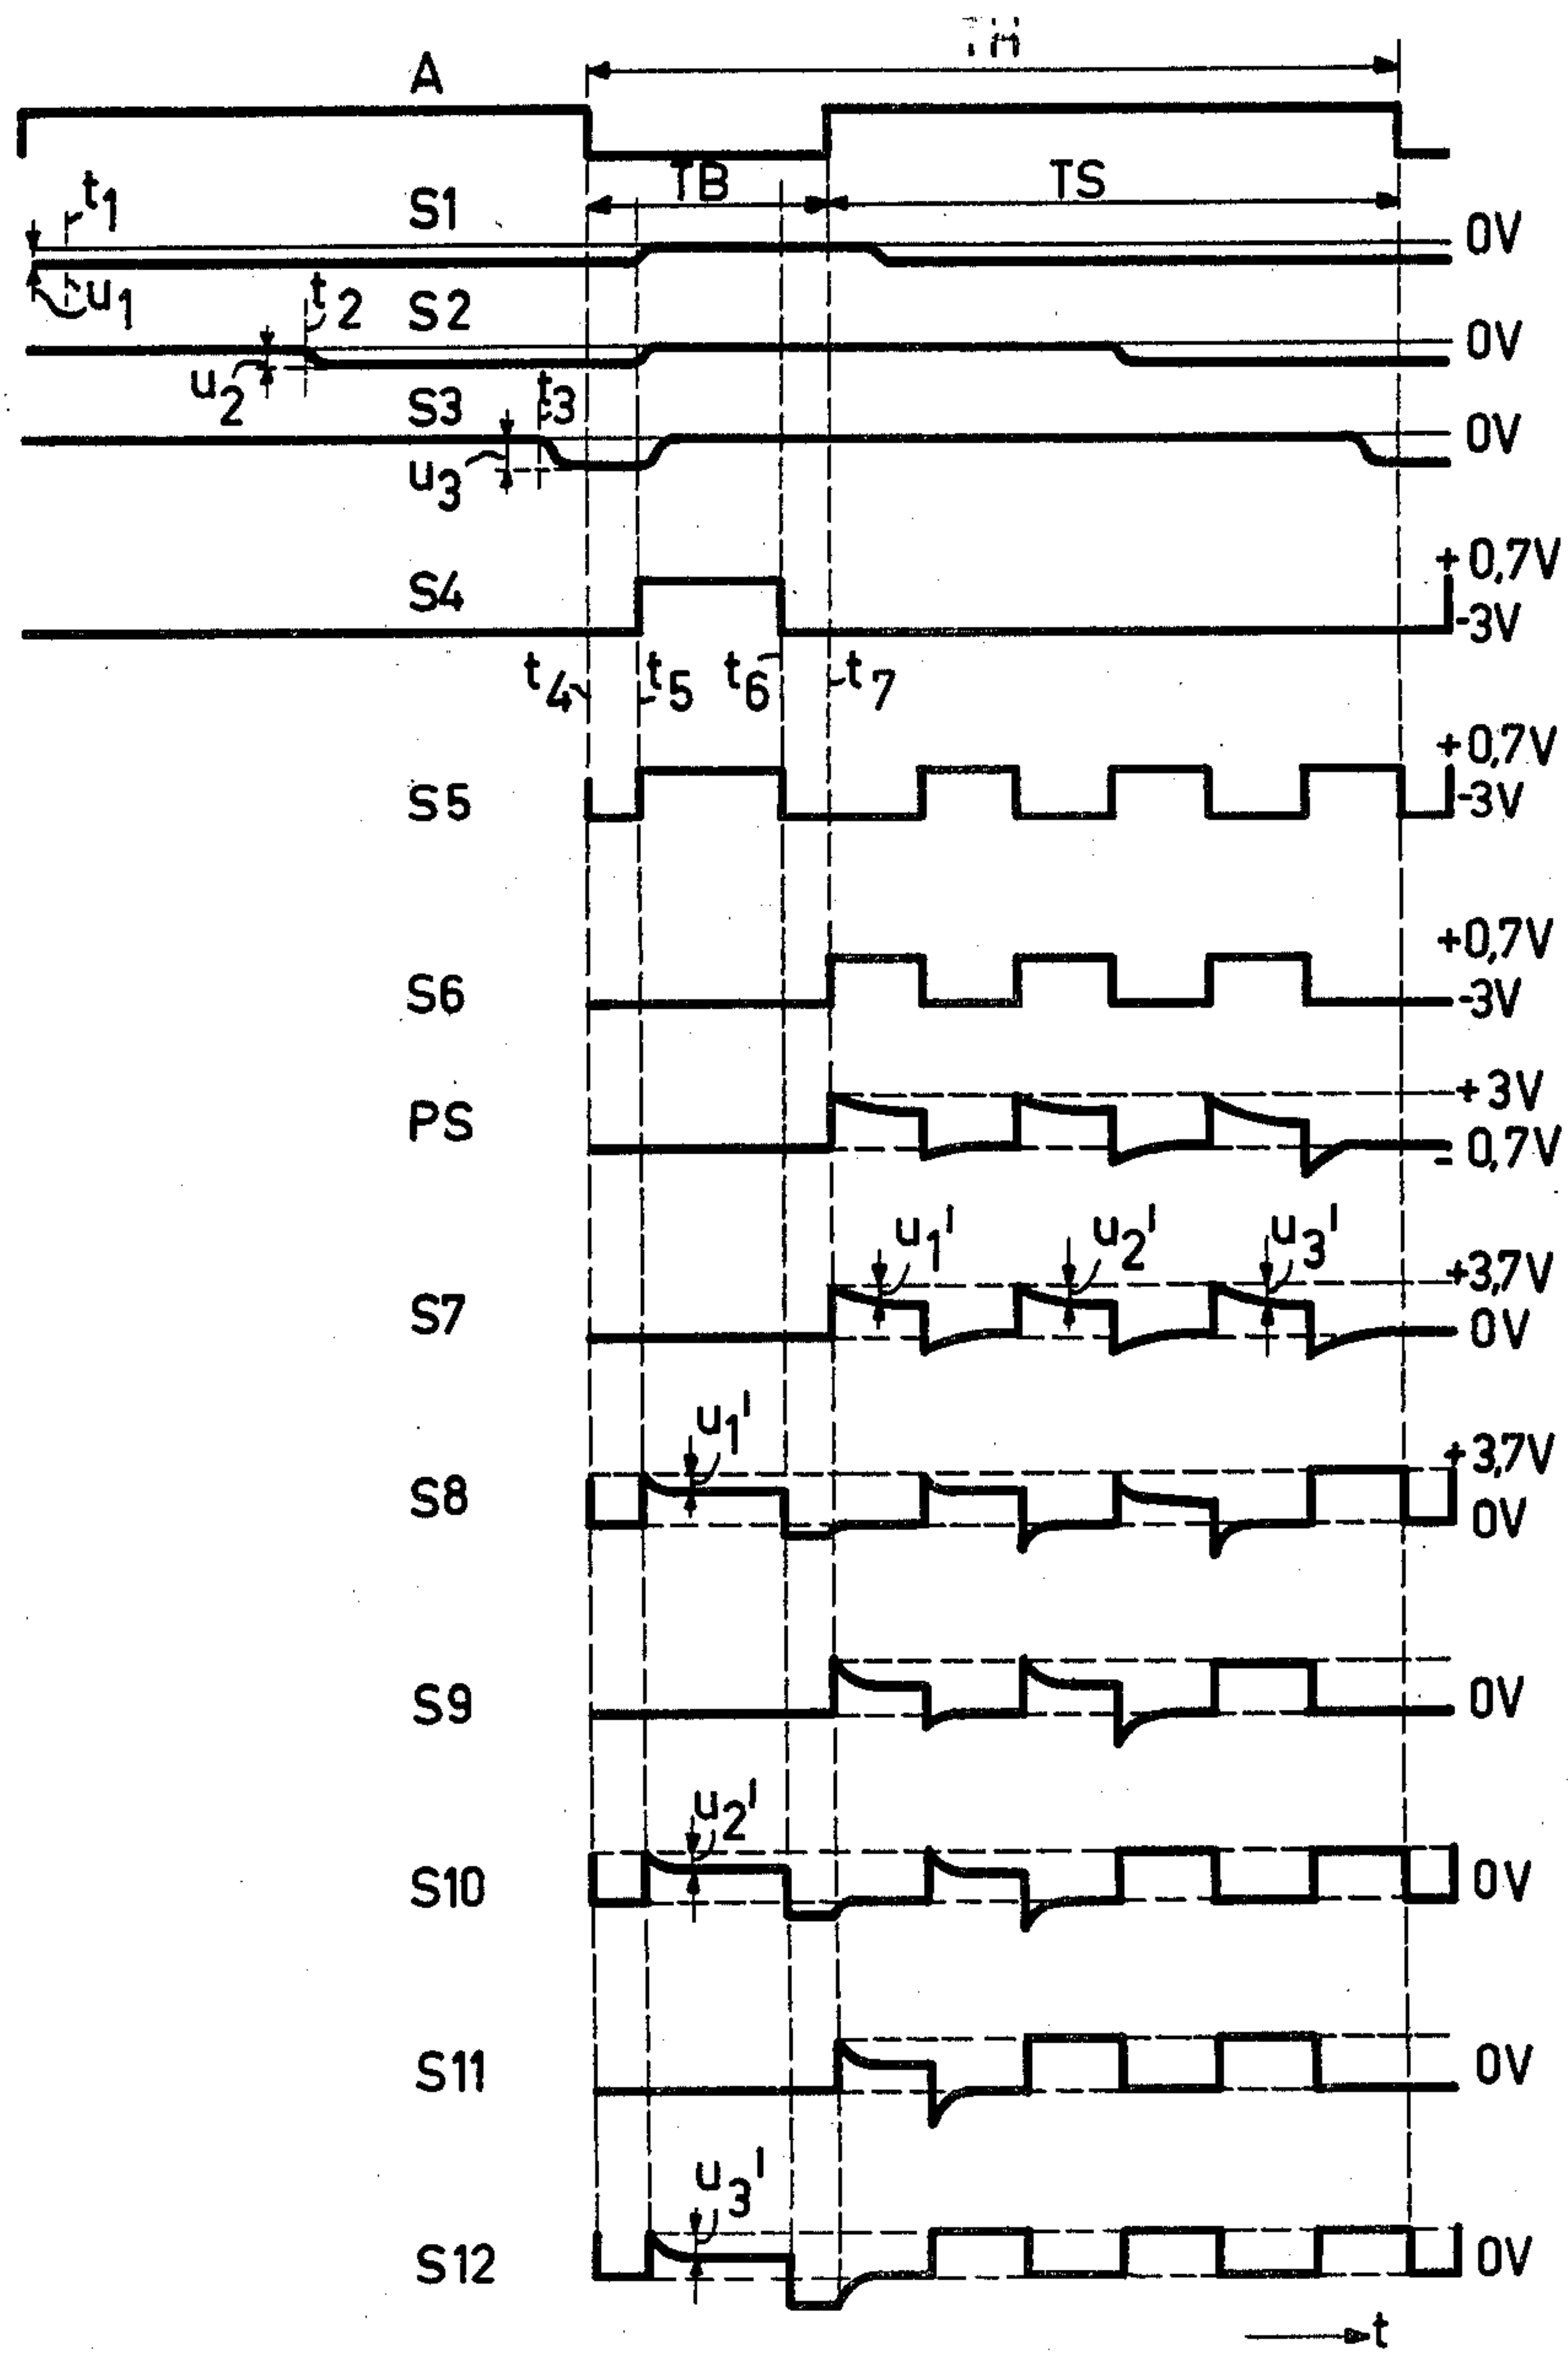 TH
A
TB
TS
t1
S1
0V
u1
t2
S2
0V
u2
S3
t3
0V
u3
+0,7V
S4
-3V
t4
t5
t6
t7
+0,7V
S5
-3V
+0,7V
S6
-3V
+3V
PS
-0,7V
u1'
u2'
u3'
+3,7V
S7
0V
u1'
+3,7V
S8
0V
S9
0V
u2'
S10
0V
S11
0V
u3'
S12
0V
t